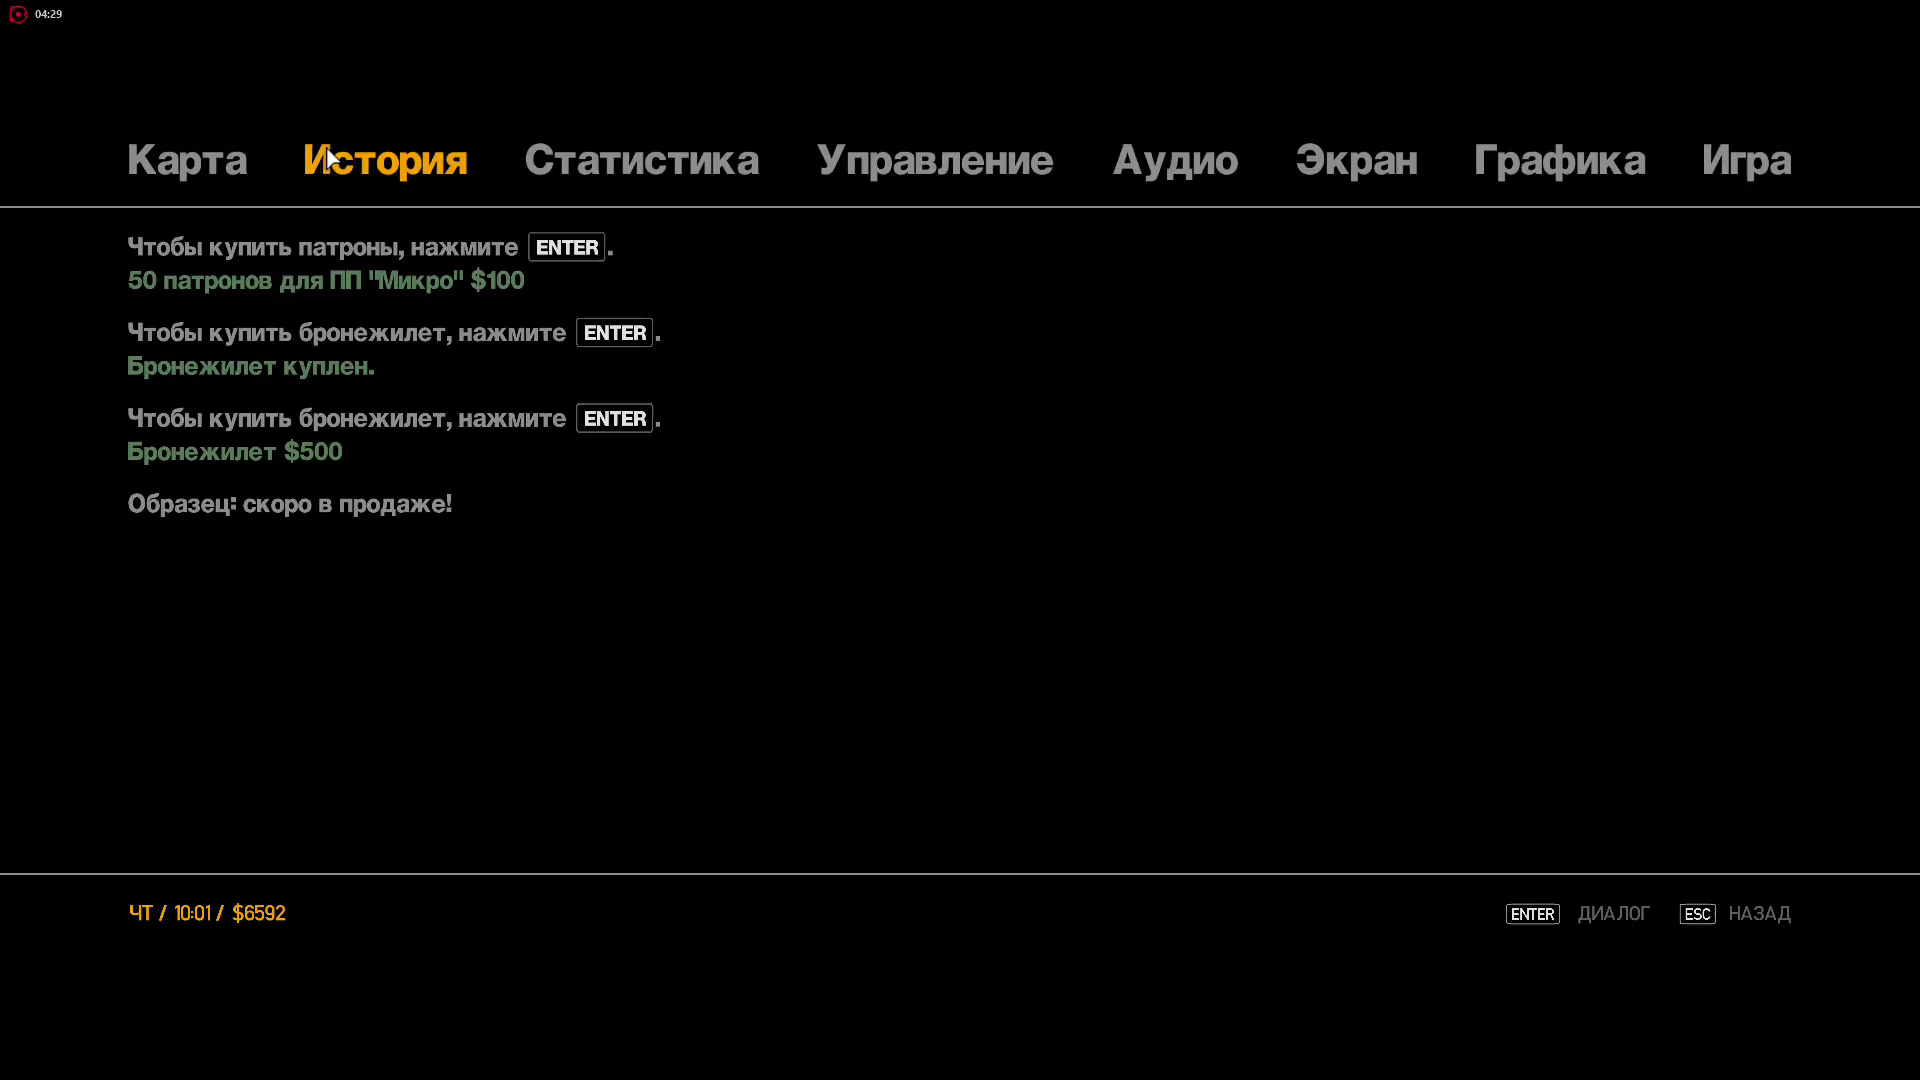 04:29
Карта История Статистика Управление Аудио Экран Графика Игра
Чтобы купить патроны, нажмите ENTER.
50 патронов для ПП "Микро" $100
Чтобы купить бронежилет, нажмите ENTER.
Бронежилет куплен.
Чтобы купить бронежилет, нажмите ENTER.
Бронежилет $500
Образец: скоро в продаже!
ЧТ / 10:01 / $6592
ENTER ДИАЛОГ ESC НАЗАД